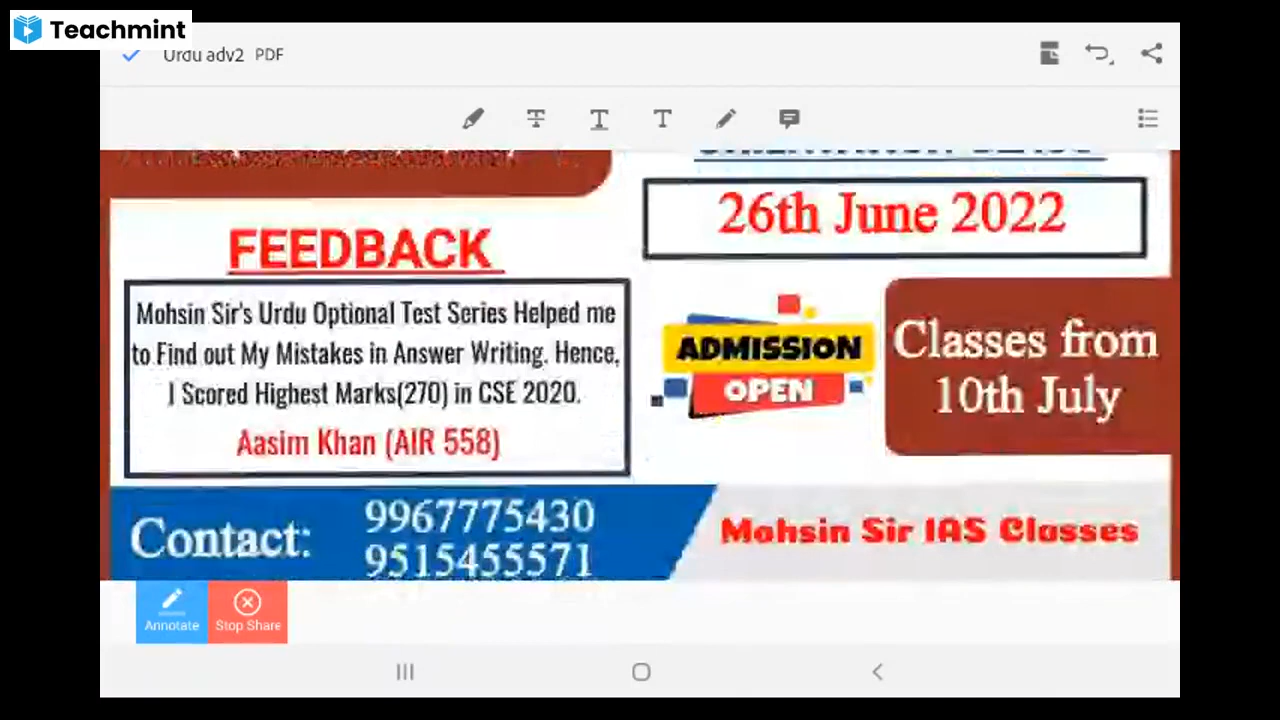 Teachmint
Urdu adv2 PDF
26th June 2022
FEEDBACK
Mohsin Sir's Urdu Optional Test Series Helped me
to Find out My Mistakes in Answer Writing. Hence,
I Scored Highest Marks(270) in CSE 2020.
Aasim Khan (AIR 558)
ADMISSION
OPEN
Classes from
10th July
Contact:
9967775430
9515455571
Mohsin Sir IAS Classes
Annotate
Stop Share